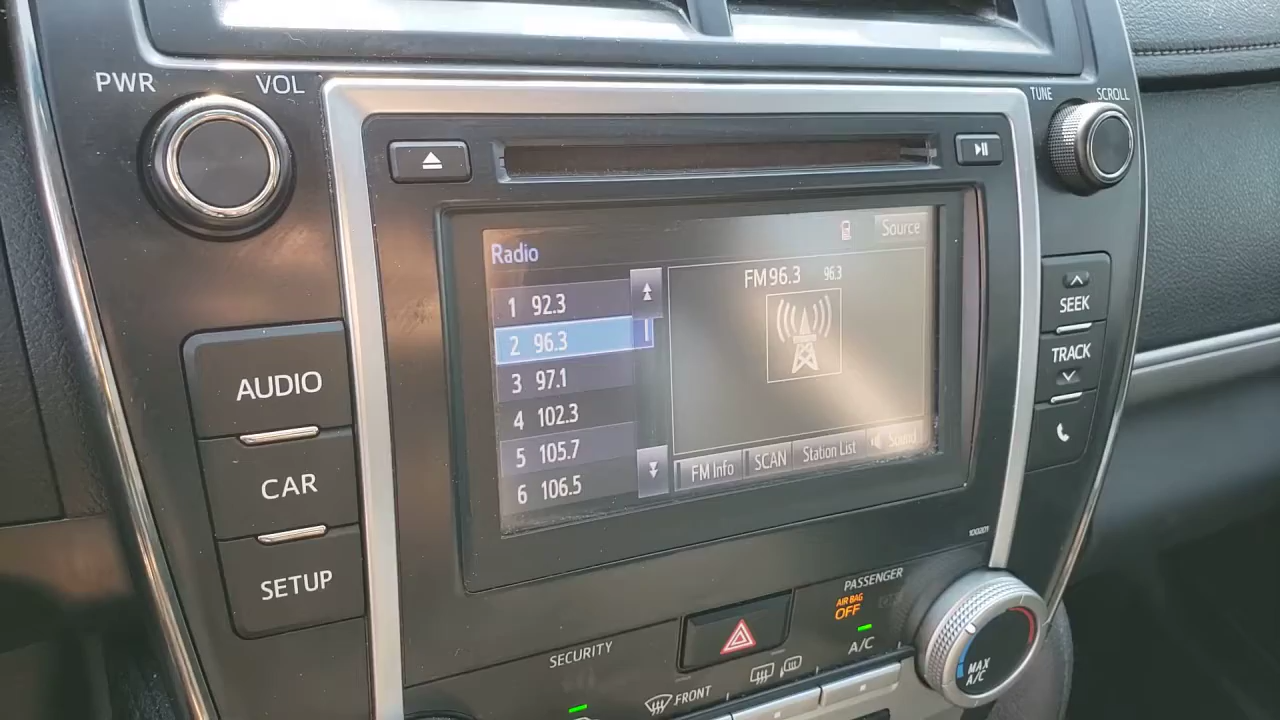 PWR VOL
TUNE SCROLL
Radio
Source
FM 96.3 96.3
1 92.3
2 96.3
3 97.1
4 102.3
5 105.7
6 106.5
FM Info SCAN Station List Sound
AUDIO
CAR
SETUP
SEEK
TRACK
100201
PASSENGER
AIR BAG
OFF
A/C
SECURITY
FRONT
MAX
A/C